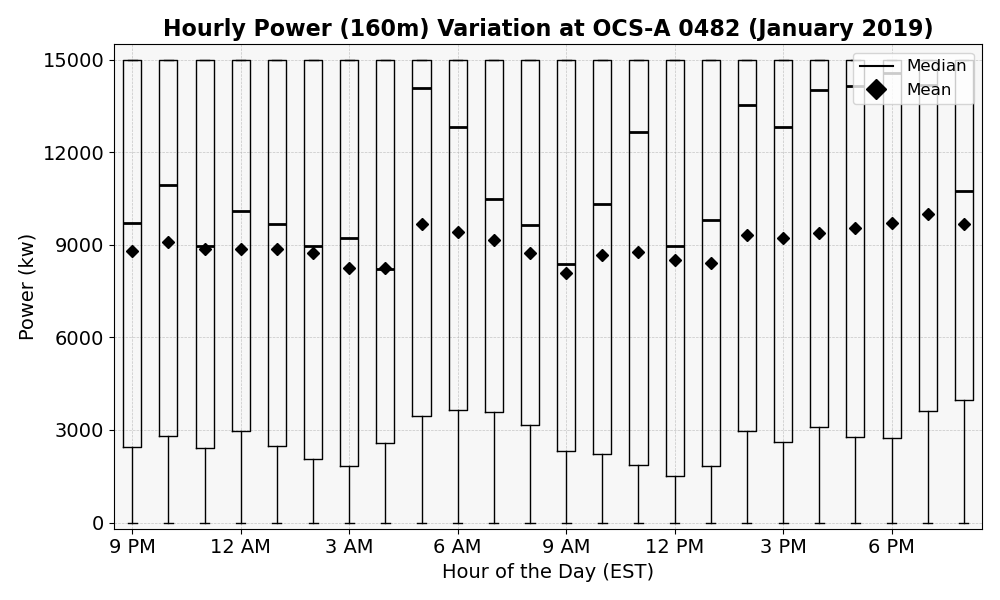 Hourly Power (160m) Variation at OCS-A 0482 (January 2019)
15000
12000
9000
6000
3000
0
Power (kw)
Median
Mean
9 PM 12 AM 3 AM 6 AM 9 AM 12 PM 3 PM 6 PM
Hour of the Day (EST)